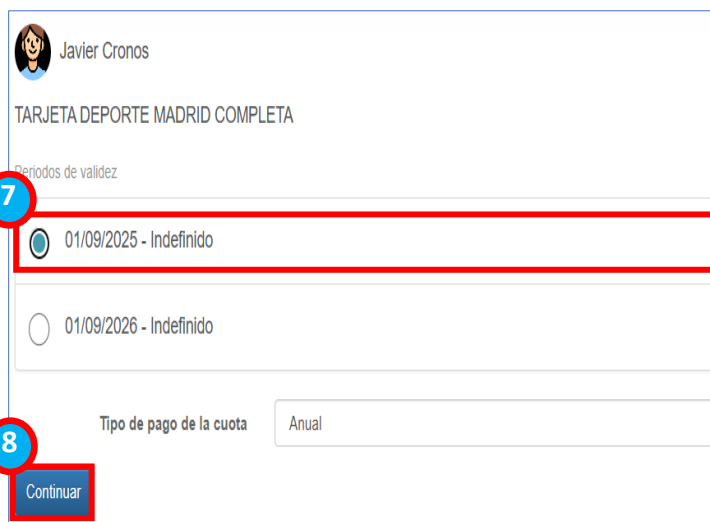 Javier Cronos
TARJETA DEPORTE MADRID COMPLETA
Periodos de validez
7
01/09/2025 - Indefinido
01/09/2026 - Indefinido
Tipo de pago de la cuota Anual
8
Continuar